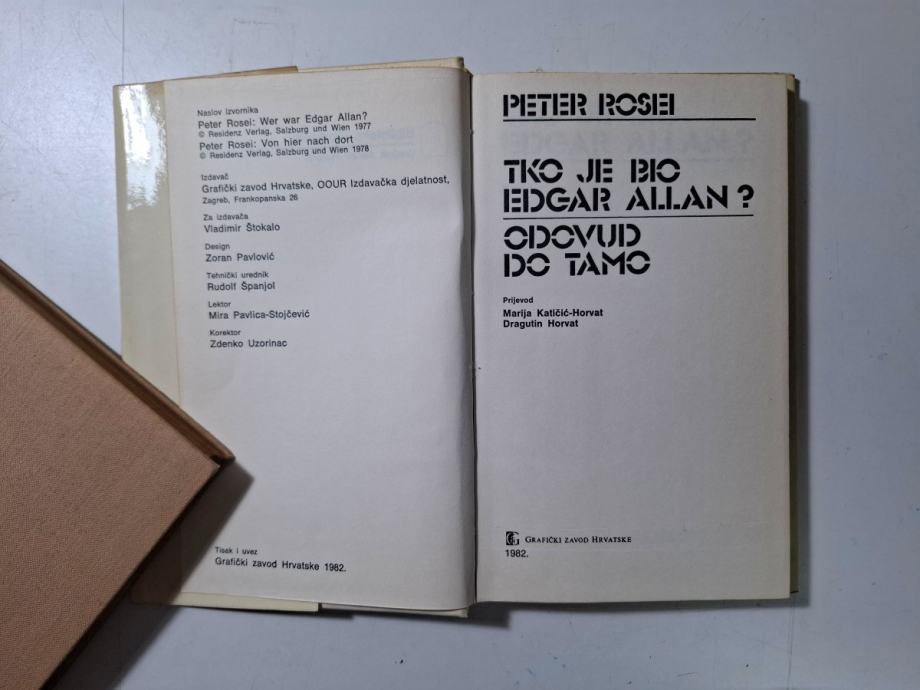 Naslov izvornika
Peter Rosei: Wer war Edgar Allan?
© Residenz Verlag, Salzburg und Wien 1977
Peter Rosei: Von hier nach dort
© Residenz Verlag, Salzburg und Wien 1978
Izdavač
Grafički zavod Hrvatske, OOUR Izdavačka djelatnost,
Zagreb, Frankopanska 26
Za izdavača
Vladimir Štokalo
Design
Zoran Pavlović
Tehnički urednik
Rudolf Španjol
Lektor
Mira Pavlica-Stojčević
Korektor
Zdenko Uzorinac
Tisak i uvez
Grafički zavod Hrvatske 1982.
PETER ROSEI
TKO JE BIO
EDGAR ALLAN?
ODOVUD
DO TAMO
Prijevod
Marija Katičić-Horvat
Dragutin Horvat
GRAFIČKI ZAVOD HRVATSKE
1982.